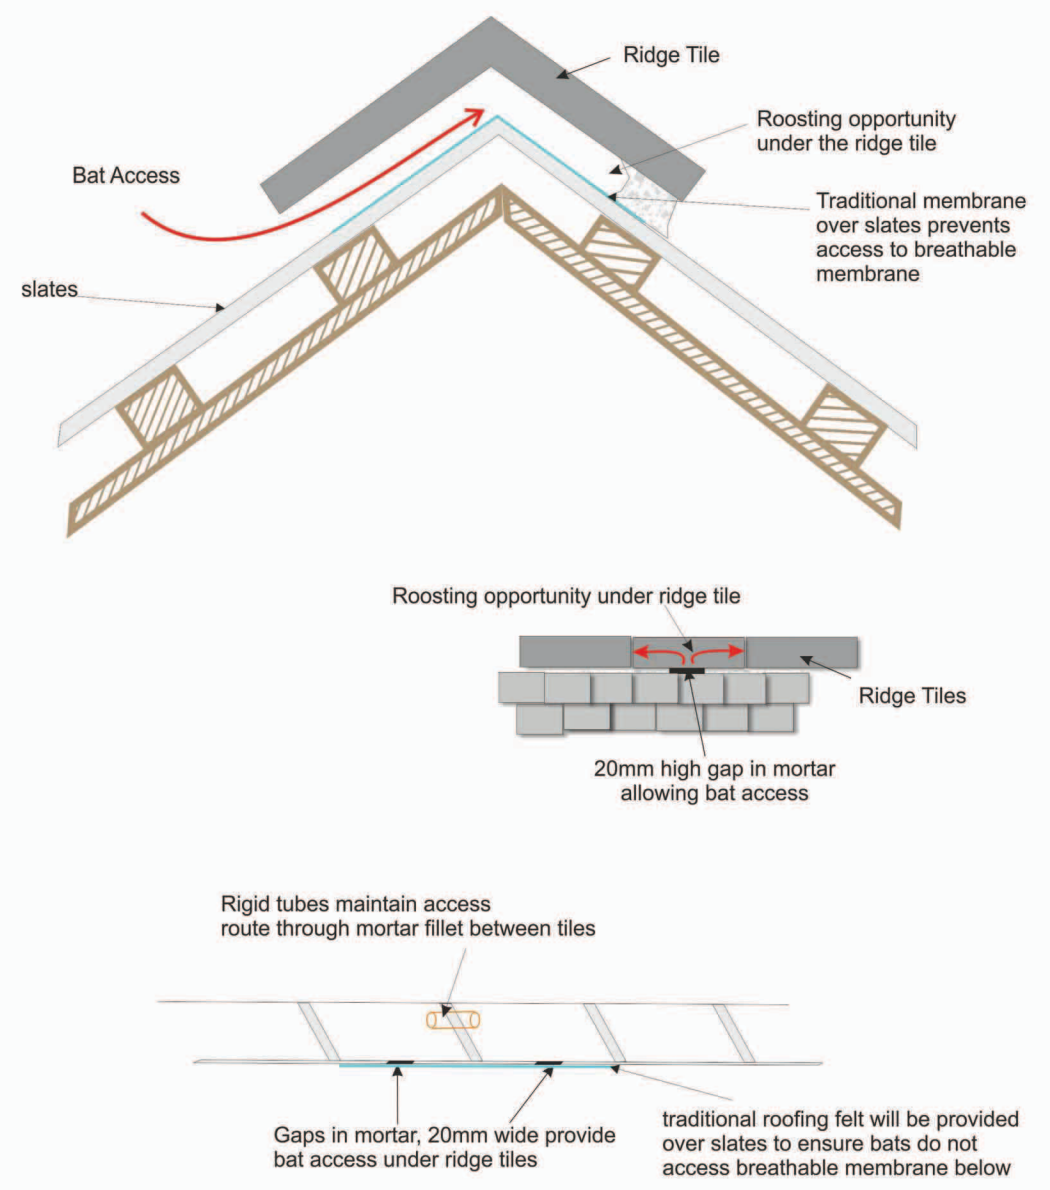 Ridge Tile
Roosting opportunity
under the ridge tile
Bat Access
Traditional membrane
over slates prevents
access to breathable
membrane
slates
Roosting opportunity under ridge tile
Ridge Tiles
20mm high gap in mortar
allowing bat access
Rigid tubes maintain access
route through mortar fillet between tiles
Gaps in mortar, 20mm wide provide
bat access under ridge tiles
traditional roofing felt will be provided
over slates to ensure bats do not
access breathable membrane below